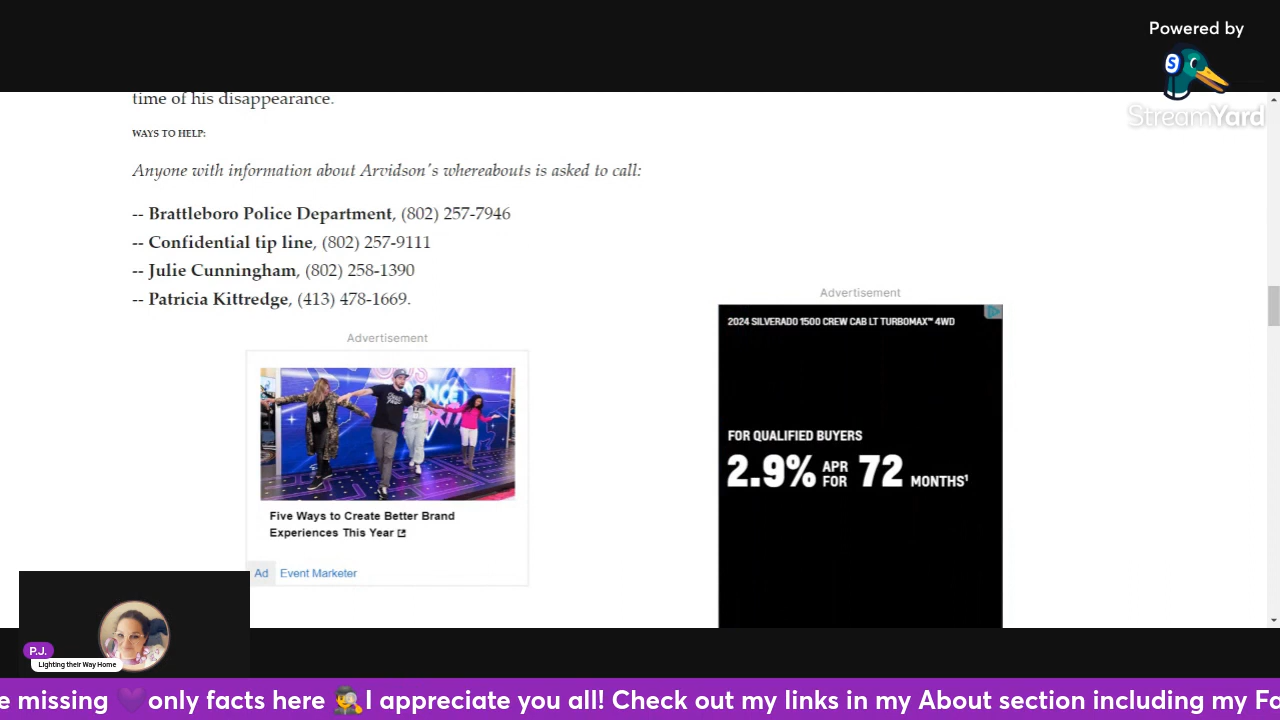 Powered by
S
StreamYard
time of his disappearance.
WAYS TO HELP:
Anyone with information about Arvidson's whereabouts is asked to call:
-- Brattleboro Police Department, (802) 257-7946
-- Confidential tip line, (802) 257-9111
-- Julie Cunningham, (802) 258-1390
-- Patricia Kittredge, (413) 478-1669.
Advertisement
Five Ways to Create Better Brand
Experiences This Year
Ad Event Marketer
Advertisement
2024 SILVERADO 1500 CREW CAB LT TURBOMAX™ 4WD
FOR QUALIFIED BUYERS
2.9% APR FOR 72 MONTHS¹
P.J.
Lighting their Way Home
e missing 💜only facts here 🕵️I appreciate you all! Check out my links in my About section including my Fa